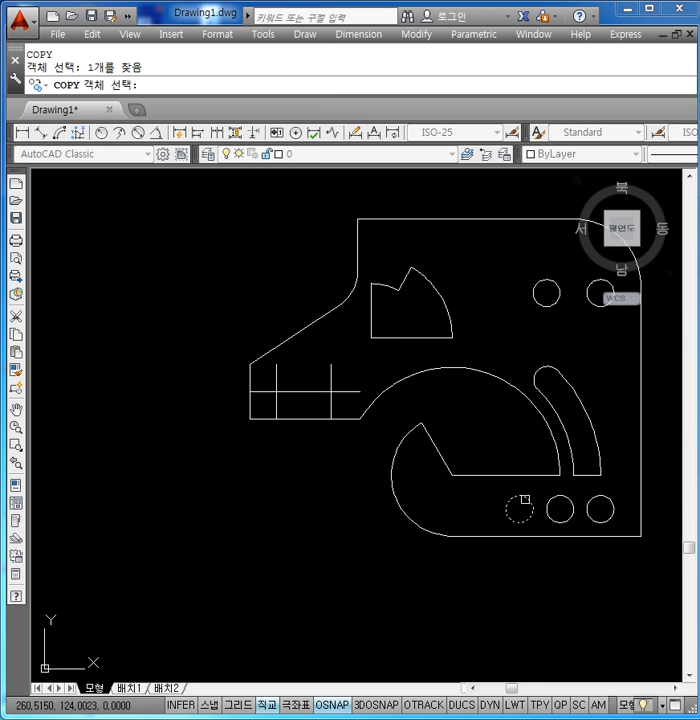 Drawing1.dwg
키워드 또는 구절 입력
로그인
File Edit View Insert Format Tools Draw Dimension Modify Parametric Window Help Express
COPY
객체 선택: 1개를 찾음
COPY 객체 선택:
Drawing1*
ISO-25
Standard
AutoCAD Classic
0
ByLayer
북
서
평면도
동
남
WCS
Y
X
모형
배치1
배치2
260,5150, 124,0023, 0,0000
INFER 스냅 그리드 직교 극좌표 OSNAP 3DOSNAP OTRACK DUCS DYN LWT TPY QP SC AM